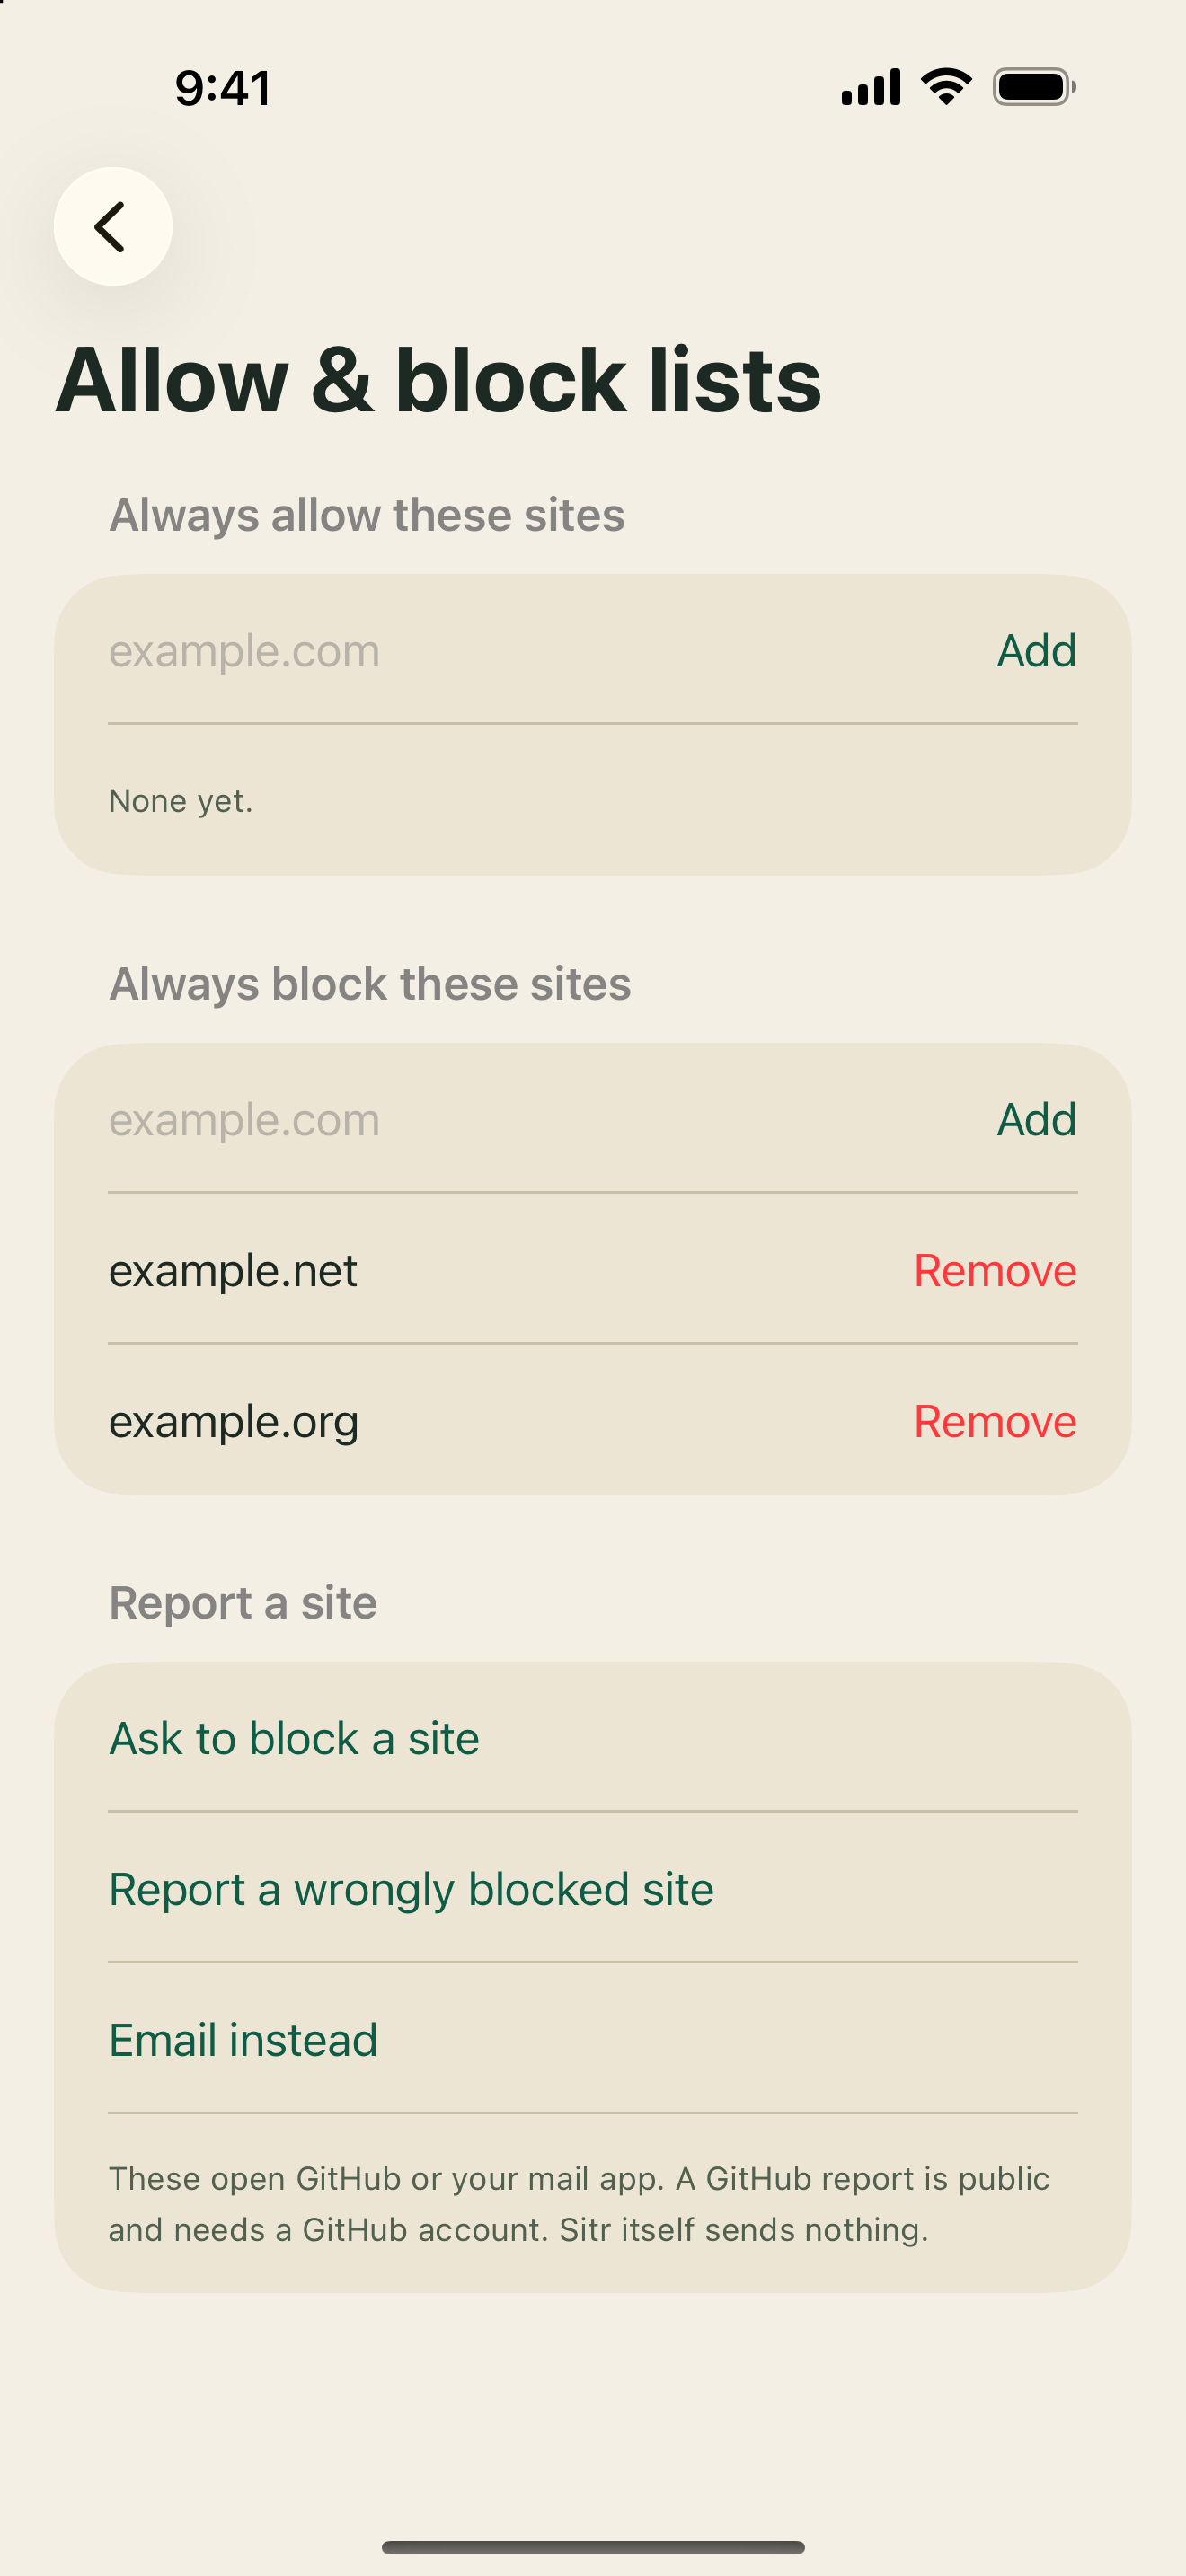 9:41
Allow & block lists
Always allow these sites
example.com Add
None yet.
Always block these sites
example.com Add
example.net Remove
example.org Remove
Report a site
Ask to block a site
Report a wrongly blocked site
Email instead
These open GitHub or your mail app. A GitHub report is public
and needs a GitHub account. Sitr itself sends nothing.